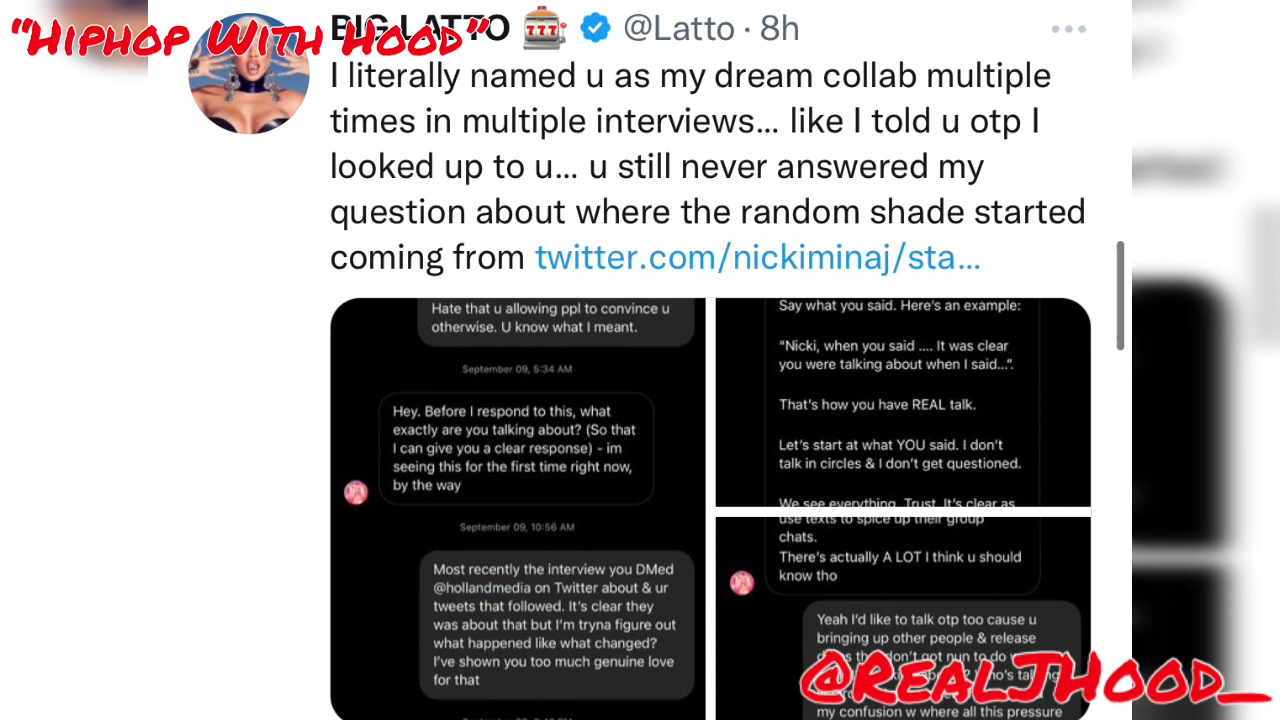 "HIPHOP WITH HOOD"
BIG LATTO 777 @Latto · 8h
I literally named u as my dream collab multiple
times in multiple interviews... like I told u otp I
looked up to u... u still never answered my
question about where the random shade started
coming from twitter.com/nickiminaj/sta...
Hate that u allowing ppl to convince u
otherwise. U know what I meant.
September 09, 5:34 AM
Hey. Before I respond to this, what
exactly are you talking about? (So that
I can give you a clear response) - im
seeing this for the first time right now,
by the way
September 09, 10:56 AM
Most recently the interview you DMed
@hollandmedia on Twitter about & ur
tweets that followed. It's clear they
was about that but I'm tryna figure out
what happened like what changed?
I've shown you too much genuine love
for that
Say what you said. Here's an example:
"Nicki, when you said .... It was clear
you were talking about when I said...".
That's how you have REAL talk.
Let's start at what YOU said. I don't
talk in circles & I don't get questioned.
We see everything. Trust. It's clear as
use texts to spice up their group
chats.
There's actually A LOT I think u should
know tho
Yeah I'd like to talk otp too cause u
bringing up other people & release
don't got nun to do
my confusion w where all this pressure
@REALJHOOD_